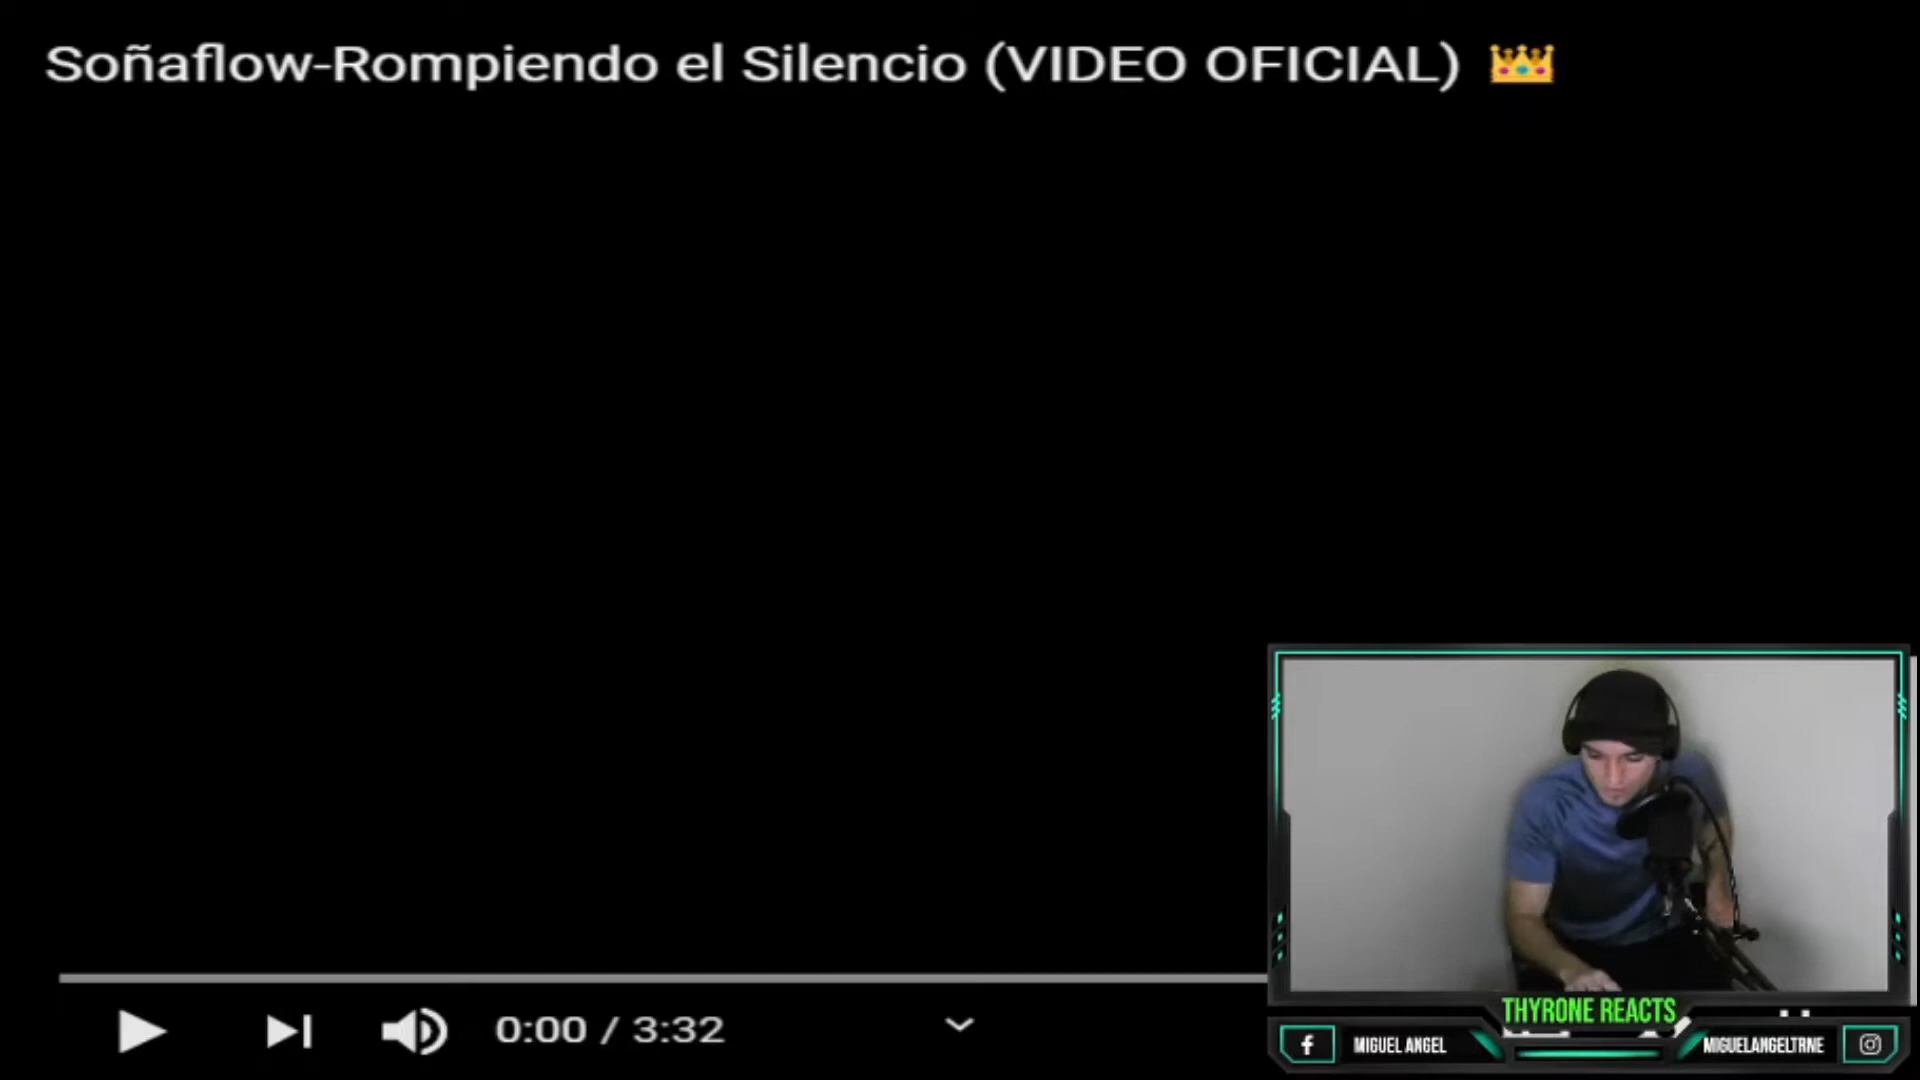 Soñaflow-Rompiendo el Silencio (VIDEO OFICIAL) 👑
0:00 / 3:32
THYRONE REACTS
MIGUEL ANGEL
MIGUELANGELTRNE